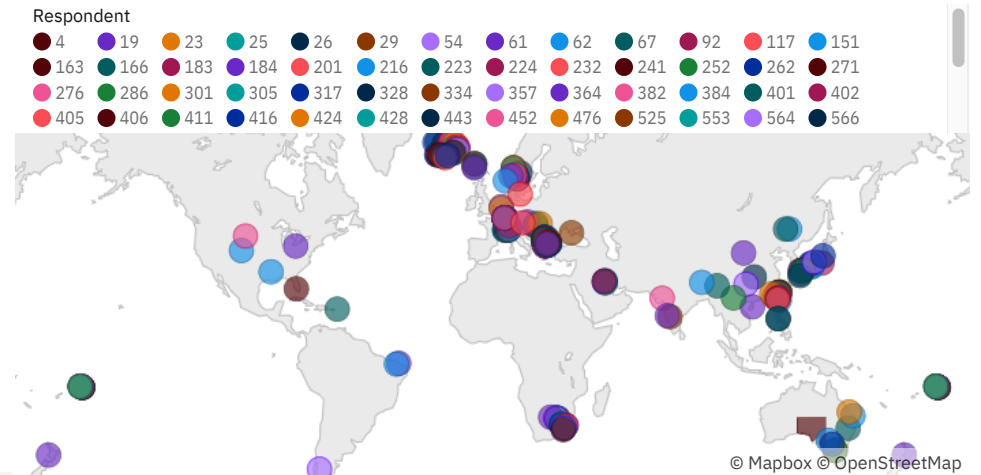 Respondent
4 19 23 25 26 29 54 61 62 67 92 117 151
163 166 183 184 201 216 223 224 232 241 252 262 271
276 286 301 305 317 328 334 357 364 382 384 401 402
405 406 411 416 424 428 443 452 476 525 553 564 566
© Mapbox © OpenStreetMap